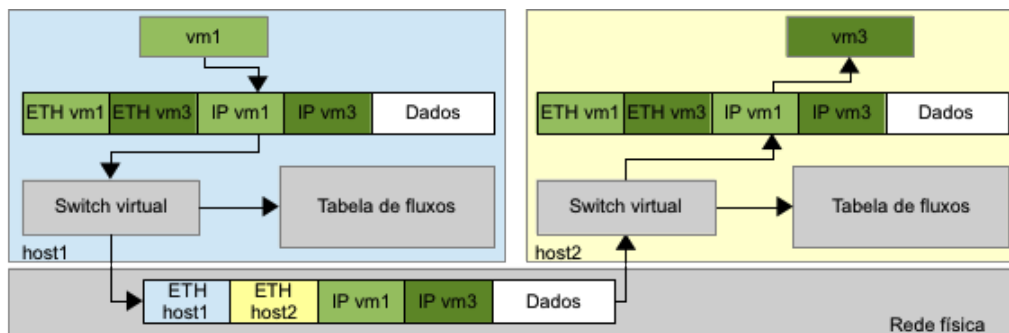 vm1
vm3
ETH vm1 ETH vm3 IP vm1 IP vm3 Dados
ETH vm1 ETH vm3 IP vm1 IP vm3 Dados
Switch virtual
Tabela de fluxos
Switch virtual
Tabela de fluxos
host1
host2
ETH
host1
ETH
host2
IP vm1 IP vm3 Dados
Rede física